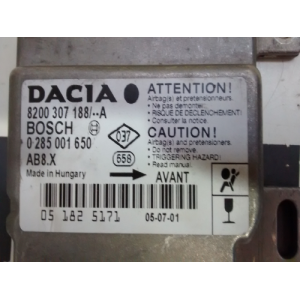 DACIA
8200 307 188/--A
BOSCH
0 285 001 650
AB8.X
Made in Hungary
05 182 5171
05-07-01
037
658
ATTENTION!
Airbag(s) et pretensionneurs.
• Ne pas demonter.
• RISQUE DE DECLENCHEMENT!
• Consulter la notice.
CAUTION!
Airbag(s) and pretensioners.
• Do not remove.
• TRIGGERING HAZARD!
• Read manual.
AVANT